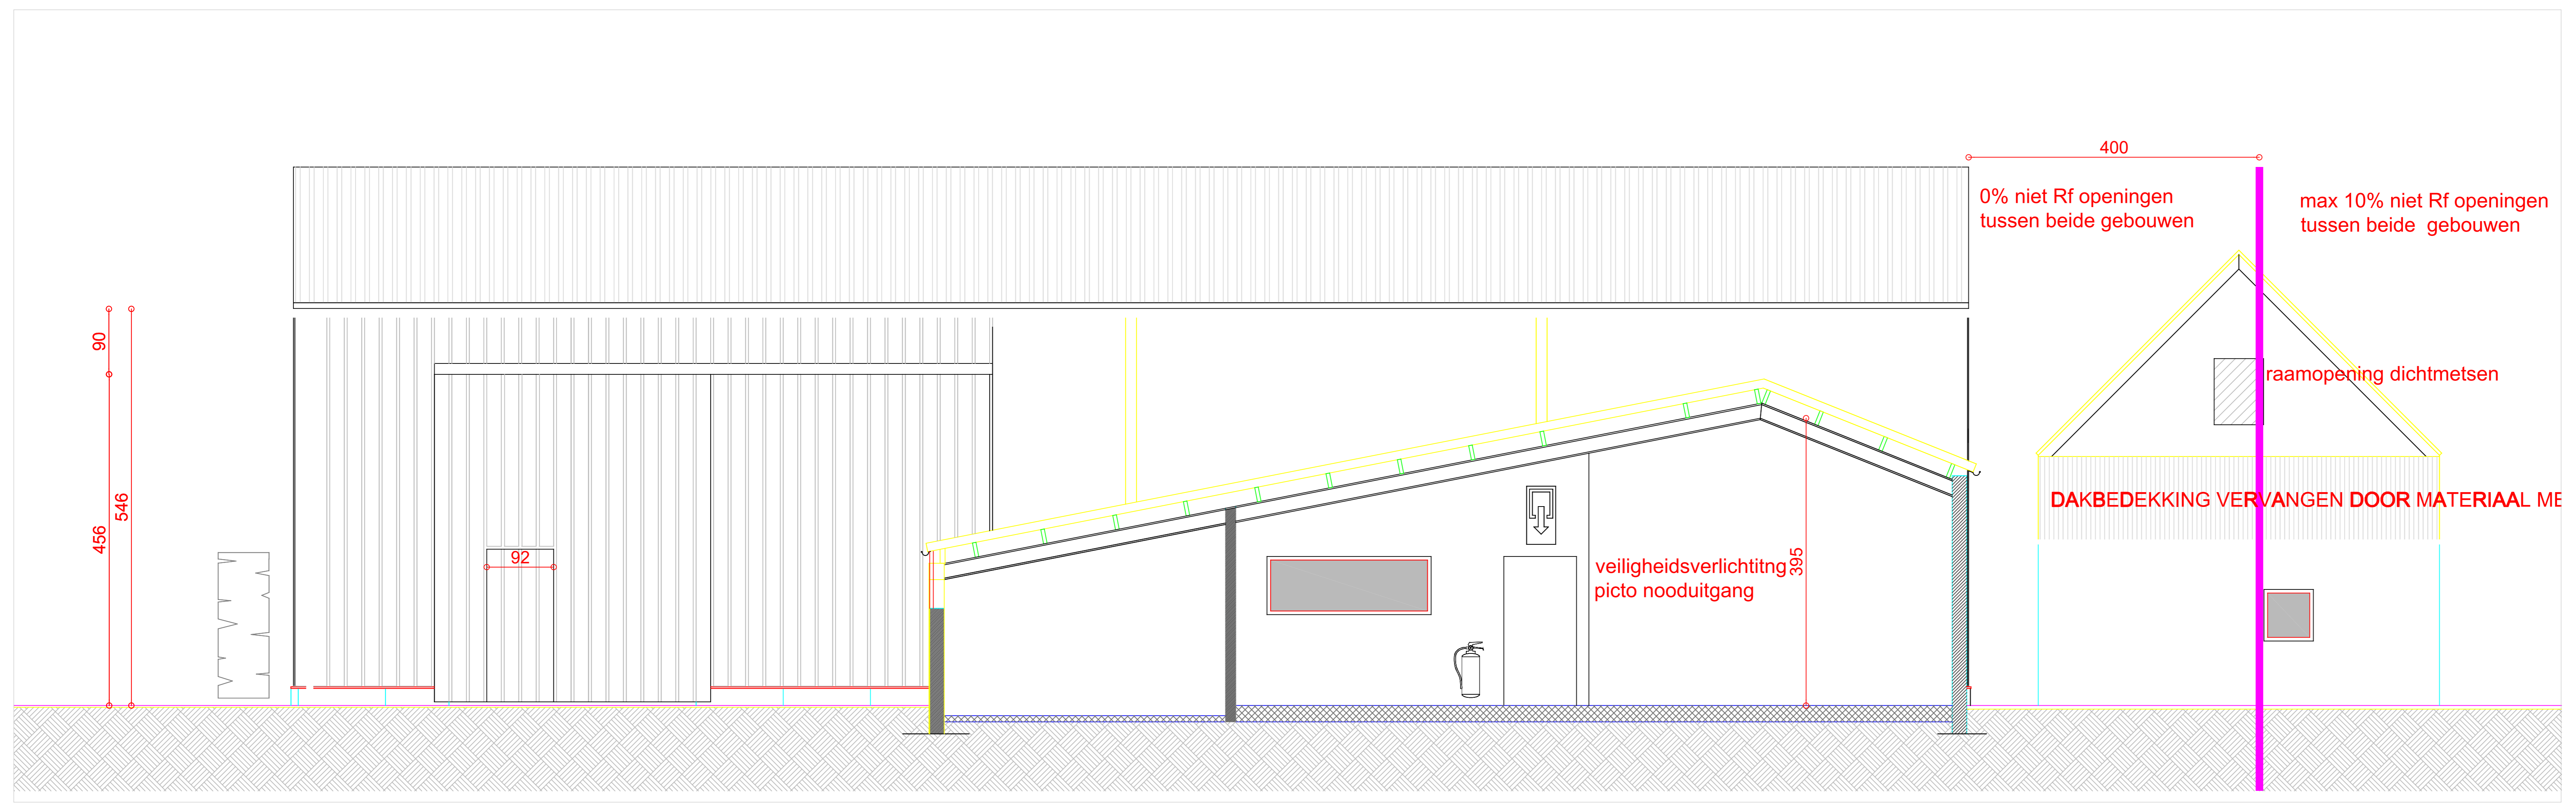 400
0% niet Rf openingen
tussen beide gebouwen
max 10% niet Rf openingen
tussen beide  gebouwen
90
546
456
raamopening dichtmetsen
DAKBEDEKKING VERVANGEN DOOR MATERIAAL ME
92
veiligheidsverlichtitng
picto nooduitgang
395